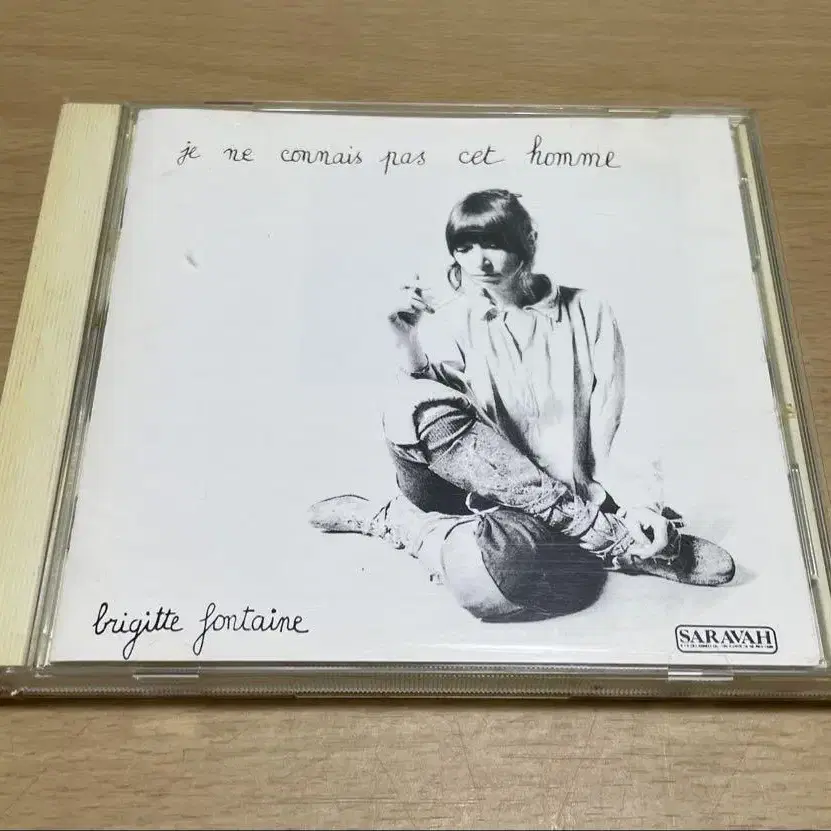 je ne connais pas cet homme
brigitte fontaine
SARAVAH